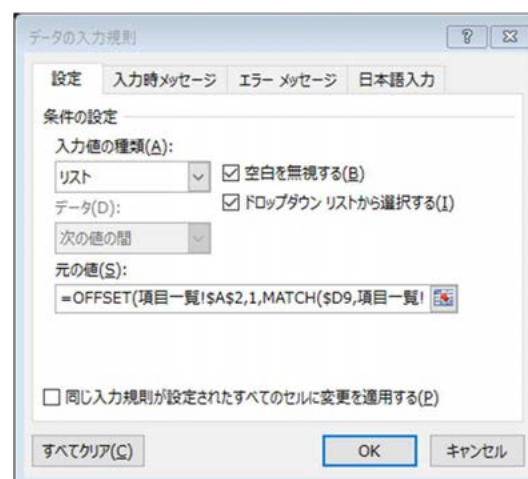 データの入力規則
設定 入力時メッセージ エラー メッセージ 日本語入力
条件の設定
入力値の種類(A):
リスト
空白を無視する(B)
データ(D):
ドロップダウン リストから選択する(I)
次の値の間
元の値(S):
=OFFSET(項目一覧!$A$2,1,MATCH($D9,項目一覧!
同じ入力規則が設定されたすべてのセルに変更を適用する(P)
すべてクリア(C) OK キャンセル